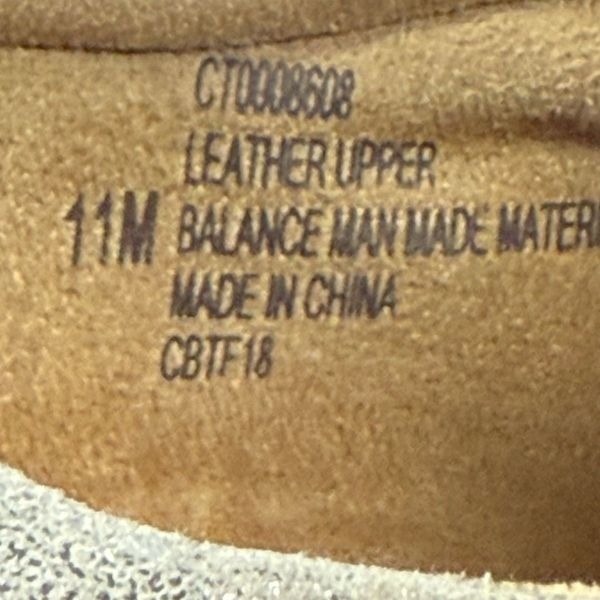 CT0008608
LEATHER UPPER
11M BALANCE MAN MADE MATERI
MADE IN CHINA
CBTF18